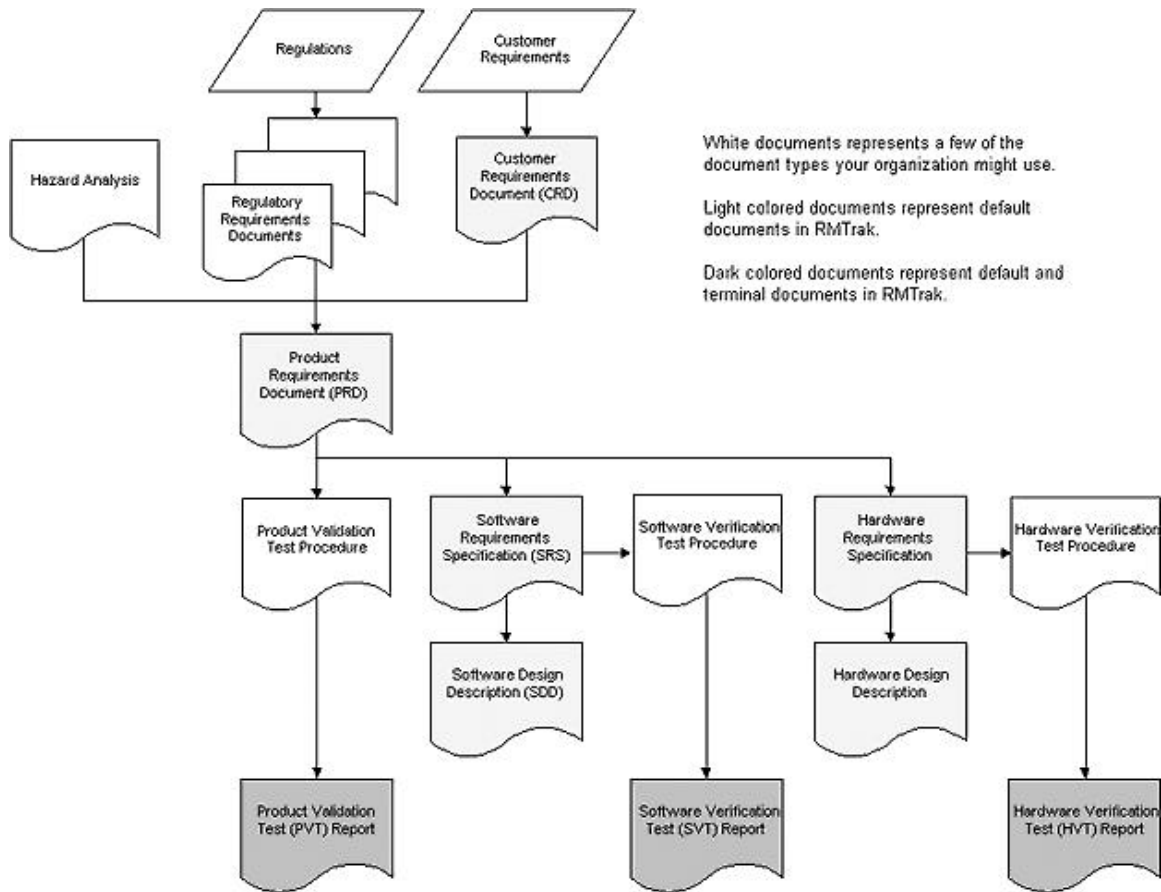 Regulations
Customer
Requirements
Hazard Analysis
Regulatory
Requirements
Documents
Customer
Requirements
Document (CRD)
White documents represents a few of the
document types your organization might use.
Light colored documents represent default
documents in RMTrak.
Dark colored documents represent default and
terminal documents in RMTrak.
Product
Requirements
Document (PRD)
Product Validation
Test Procedure
Software
Requirements
Specification (SRS)
Software Verification
Test Procedure
Hardware
Requirements
Specification
Hardware Verification
Test Procedure
Software Design
Description (SDD)
Hardware Design
Description
Product Validation
Test (PVT) Report
Software Verification
Test (SVT) Report
Hardware Verification
Test (HVT) Report